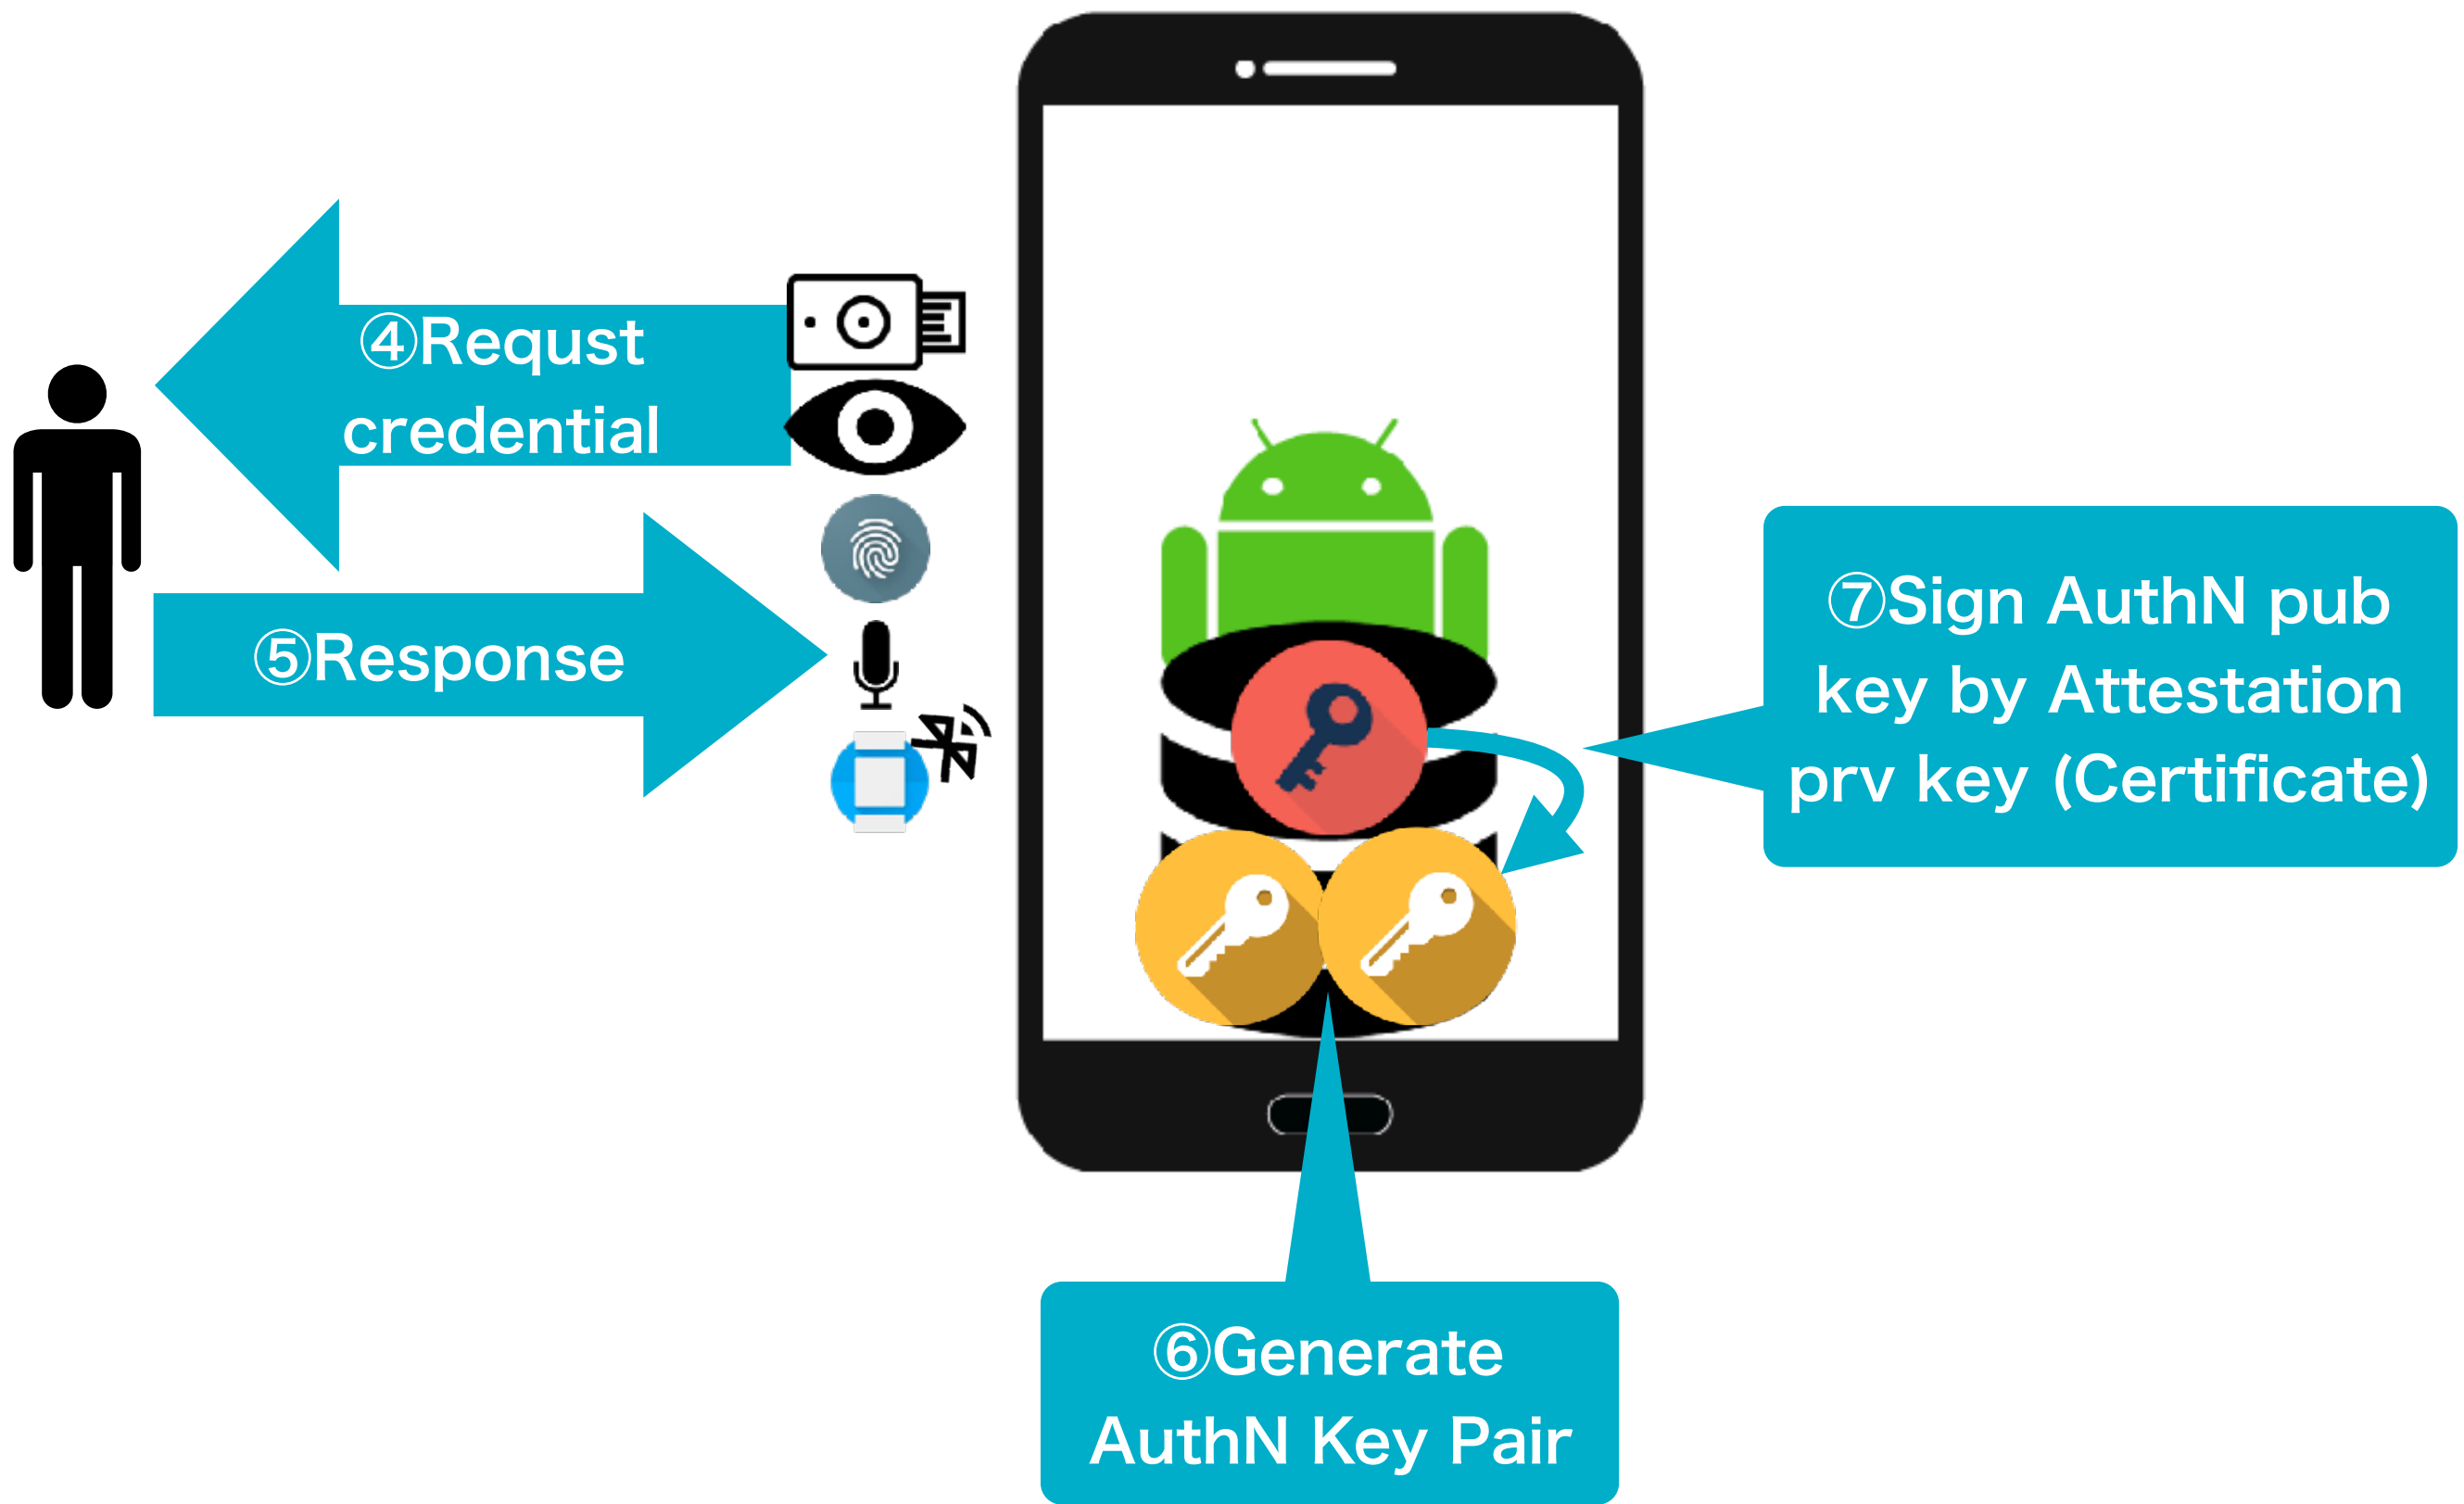 ④Requst
credential
⑤Response
⑦Sign AuthN pub
key by Attestation
prv key (Certificate)
⑥Generate
AuthN Key Pair